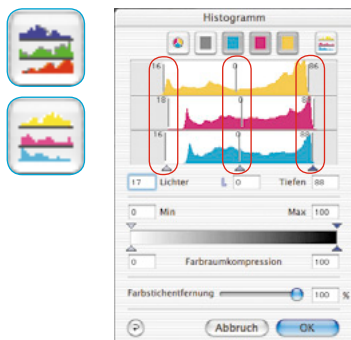 Histogramm
16 0 86
18 0 88
16 0 88
17 Lichter L 0 Tiefen 88
0 Min Max 100
0 Farbraumkompression 100
Farbstichentfernung 100 %
Abbruch OK